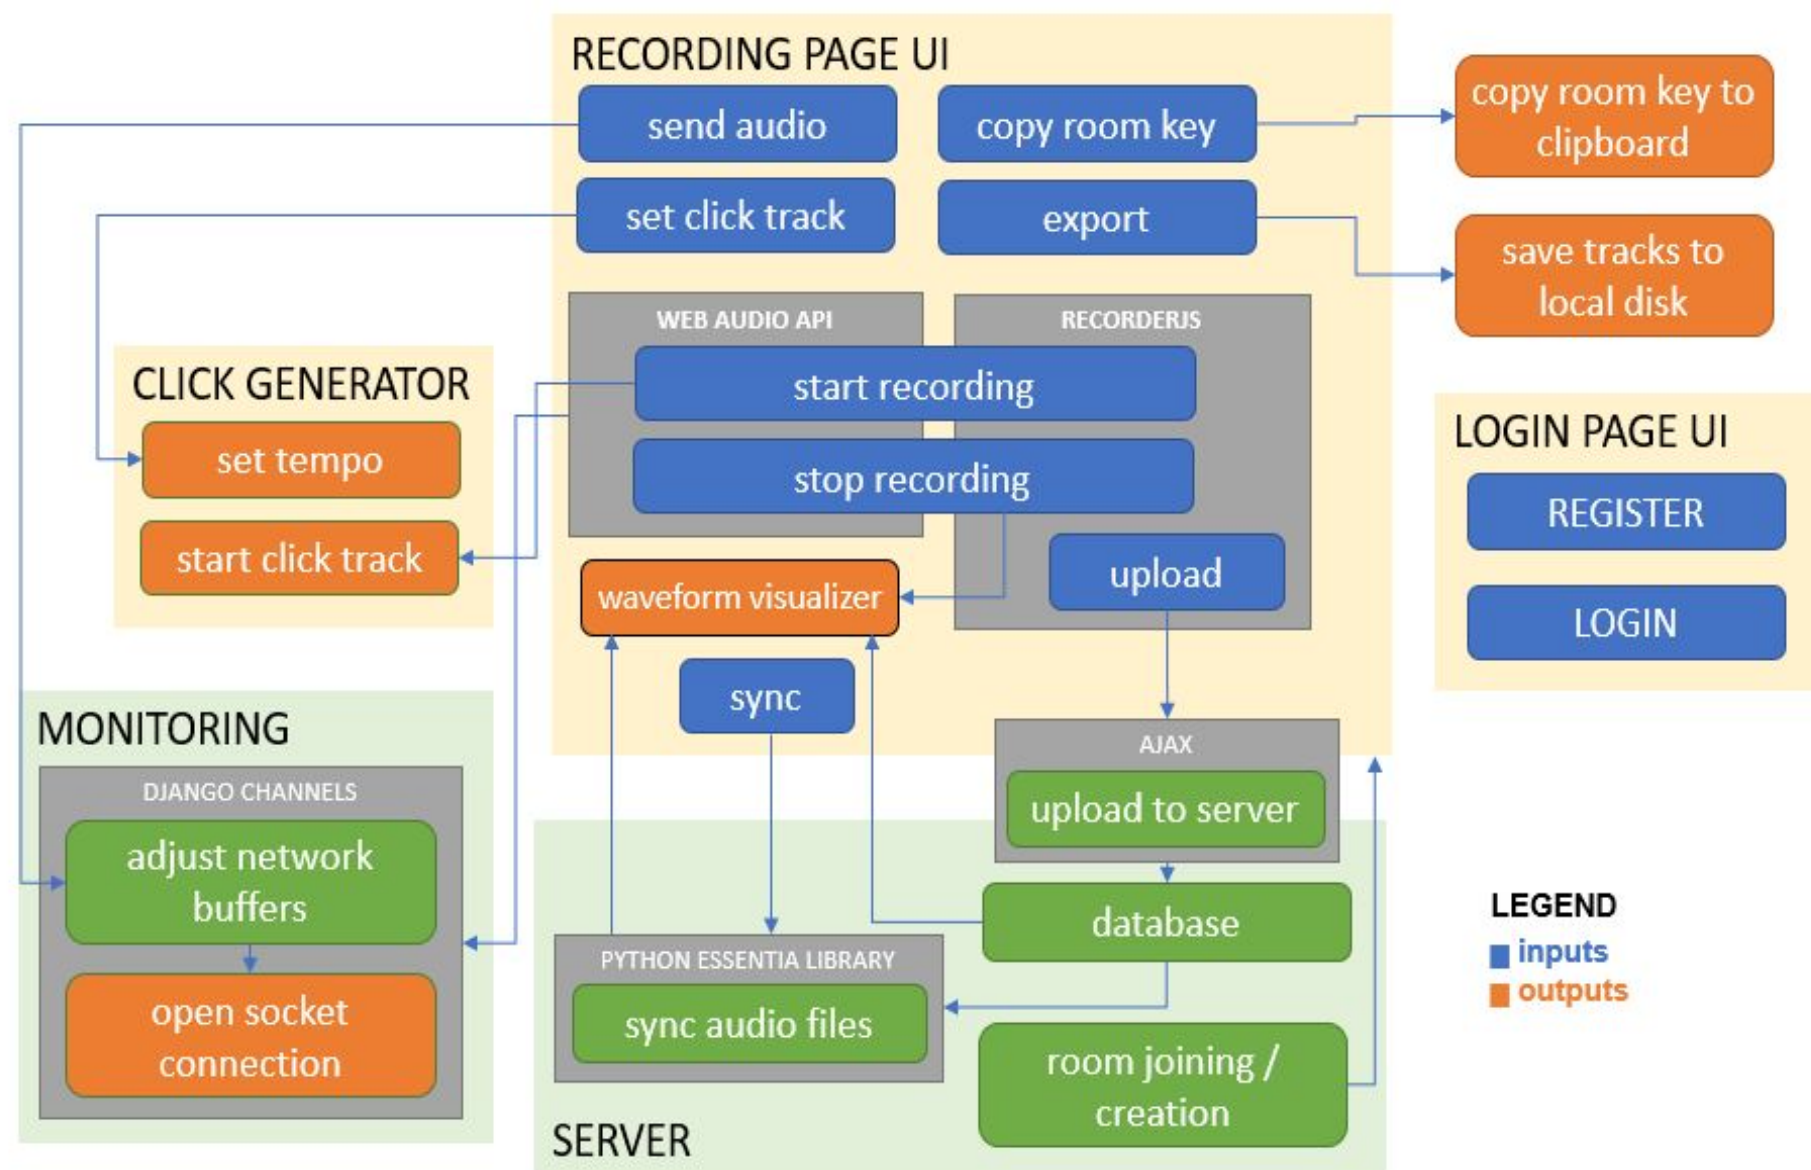 RECORDING PAGE UI
send audio
copy room key
copy room key to
clipboard
set click track
export
save tracks to
local disk
WEB AUDIO API
RECORDERJS
start recording
stop recording
upload
waveform visualizer
sync
CLICK GENERATOR
set tempo
start click track
LOGIN PAGE UI
REGISTER
LOGIN
MONITORING
DJANGO CHANNELS
adjust network
buffers
open socket
connection
AJAX
upload to server
database
PYTHON ESSENTIA LIBRARY
sync audio files
room joining /
creation
SERVER
LEGEND
inputs
outputs